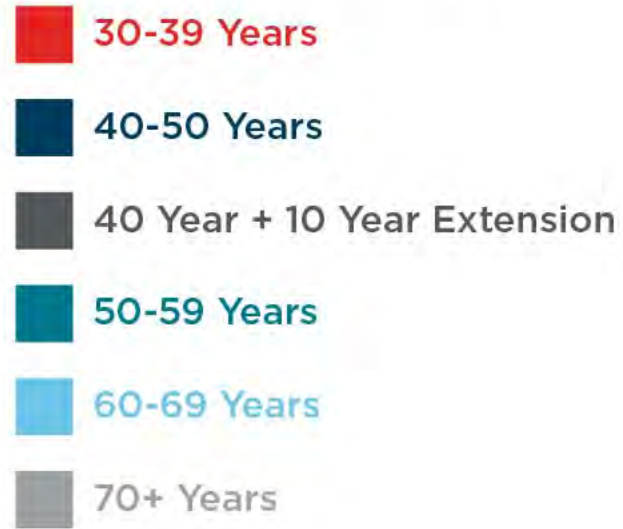 30-39 Years
40-50 Years
40 Year + 10 Year Extension
50-59 Years
60-69 Years
70+ Years